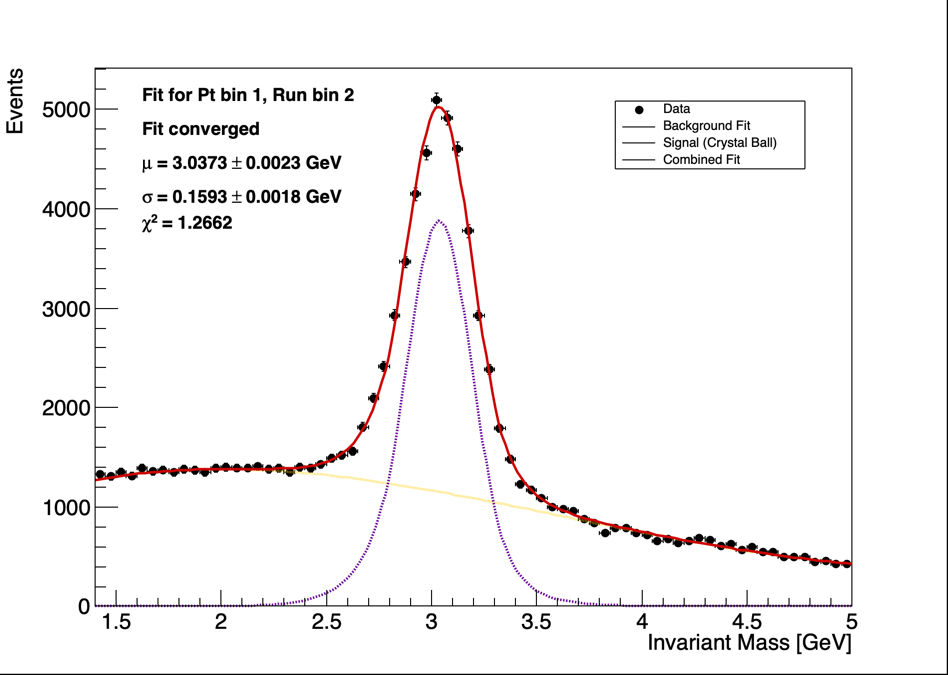 Events
5000
4000
3000
2000
1000
0
Fit for Pt bin 1, Run bin 2
Fit converged
μ = 3.0373 ± 0.0023 GeV
σ = 0.1593 ± 0.0018 GeV
χ² = 1.2662
Data
Background Fit
Signal (Crystal Ball)
Combined Fit
1.5 2 2.5 3 3.5 4 4.5 5
Invariant Mass [GeV]